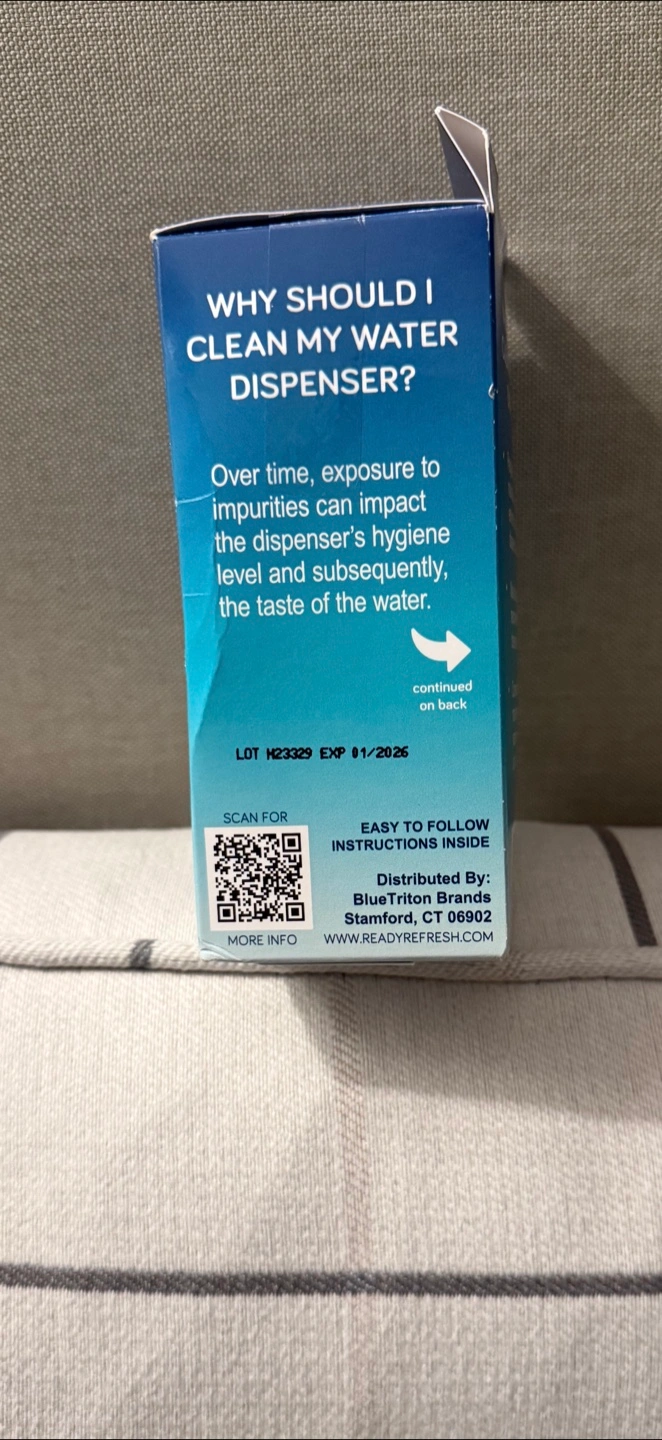 WHY SHOULD I
CLEAN MY WATER
DISPENSER?
Over time, exposure to
impurities can impact
the dispenser's hygiene
level and subsequently,
the taste of the water.
continued
on back
LOT H23329 EXP 01/2026
SCAN FOR
MORE INFO
EASY TO FOLLOW
INSTRUCTIONS INSIDE
Distributed By:
BlueTriton Brands
Stamford, CT 06902
WWW.READYREFRESH.COM